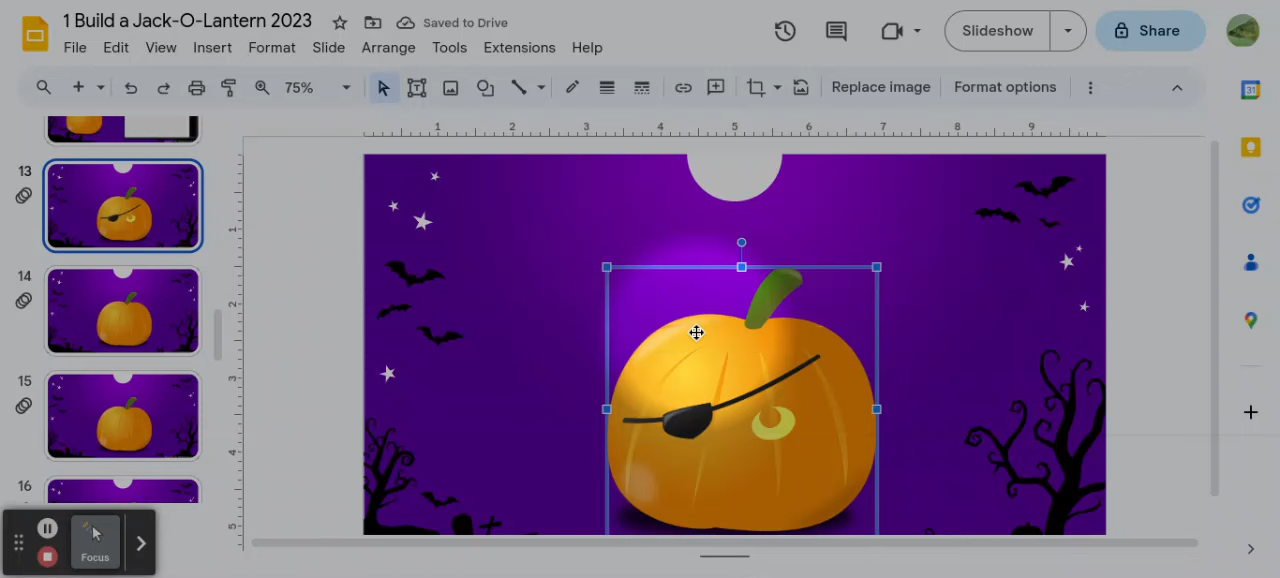 1 Build a Jack-O-Lantern 2023
Saved to Drive
Slideshow
Share
File Edit View Insert Format Slide Arrange Tools Extensions Help
75%
Replace image
Format options
31
1 2 3 4 5 6 7 8 9
13
14
15
16
1
2
3
4
5
Focus